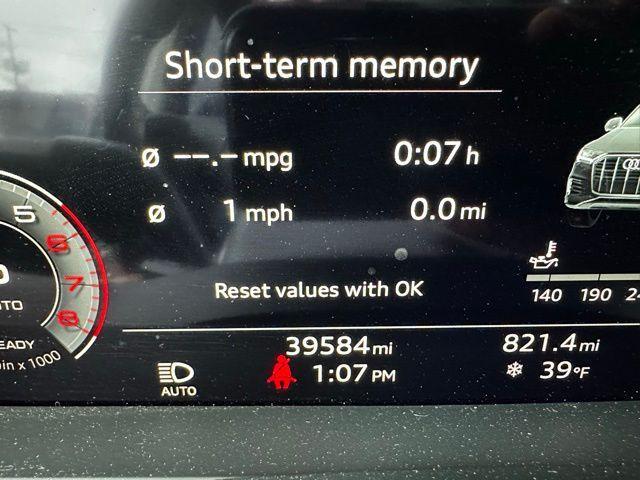 Short-term memory
Ø --.- mpg 0:07 h
Ø 1 mph 0.0 mi
Reset values with OK
140 190
39584 mi
821.4 mi
AUTO
1:07 PM
39°F
5
6
7
8
x 1000